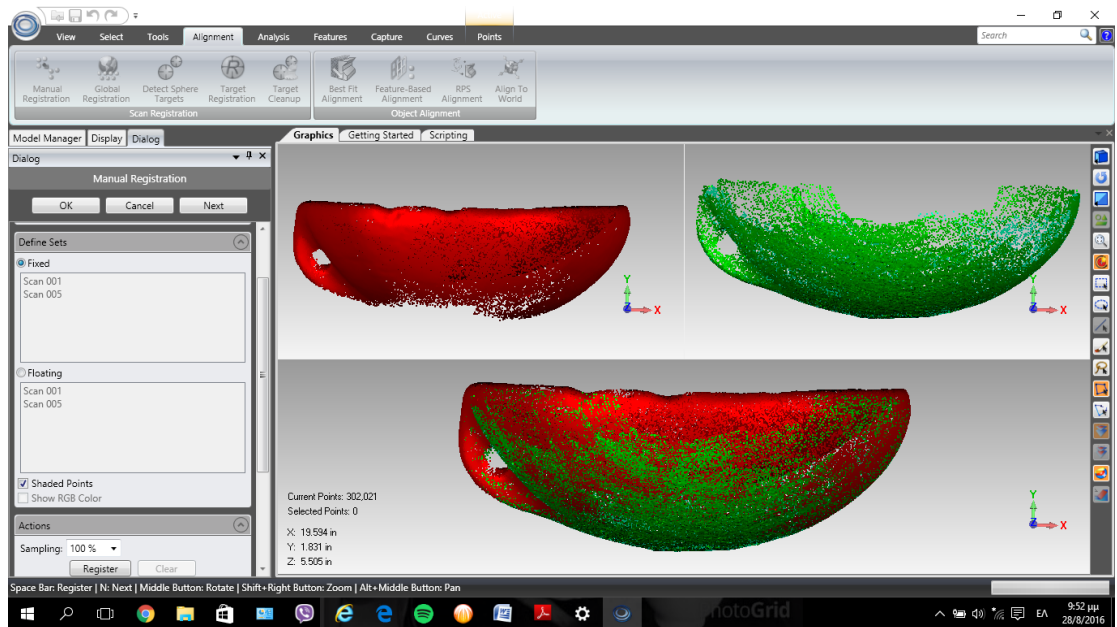 View Select Tools Alignment Analysis Features Capture Curves Points
Search
Manual Registration
Global Registration
Detect Sphere Targets
Target Registration
Target Cleanup
Best Fit Alignment
Feature-Based Alignment
RPS Alignment
Align To World
Scan Registration
Object Alignment
Model Manager Display Dialog
Graphics Getting Started Scripting
Dialog
Manual Registration
OK Cancel Next
Define Sets
Fixed
Scan 001
Scan 005
Floating
Scan 001
Scan 005
Shaded Points
Show RGB Color
Actions
Sampling: 100 %
Register Clear
Y
Z X
Y
Z X
Current Points: 302,021
Selected Points: 0
X: 19.594 in
Y: 1.831 in
Z: 5.505 in
Y
Z X
Space Bar: Register | N: Next | Middle Button: Rotate | Shift+Right Button: Zoom | Alt+Middle Button: Pan
PhotoGrid
ΕΛ
9:52 μμ
28/8/2016